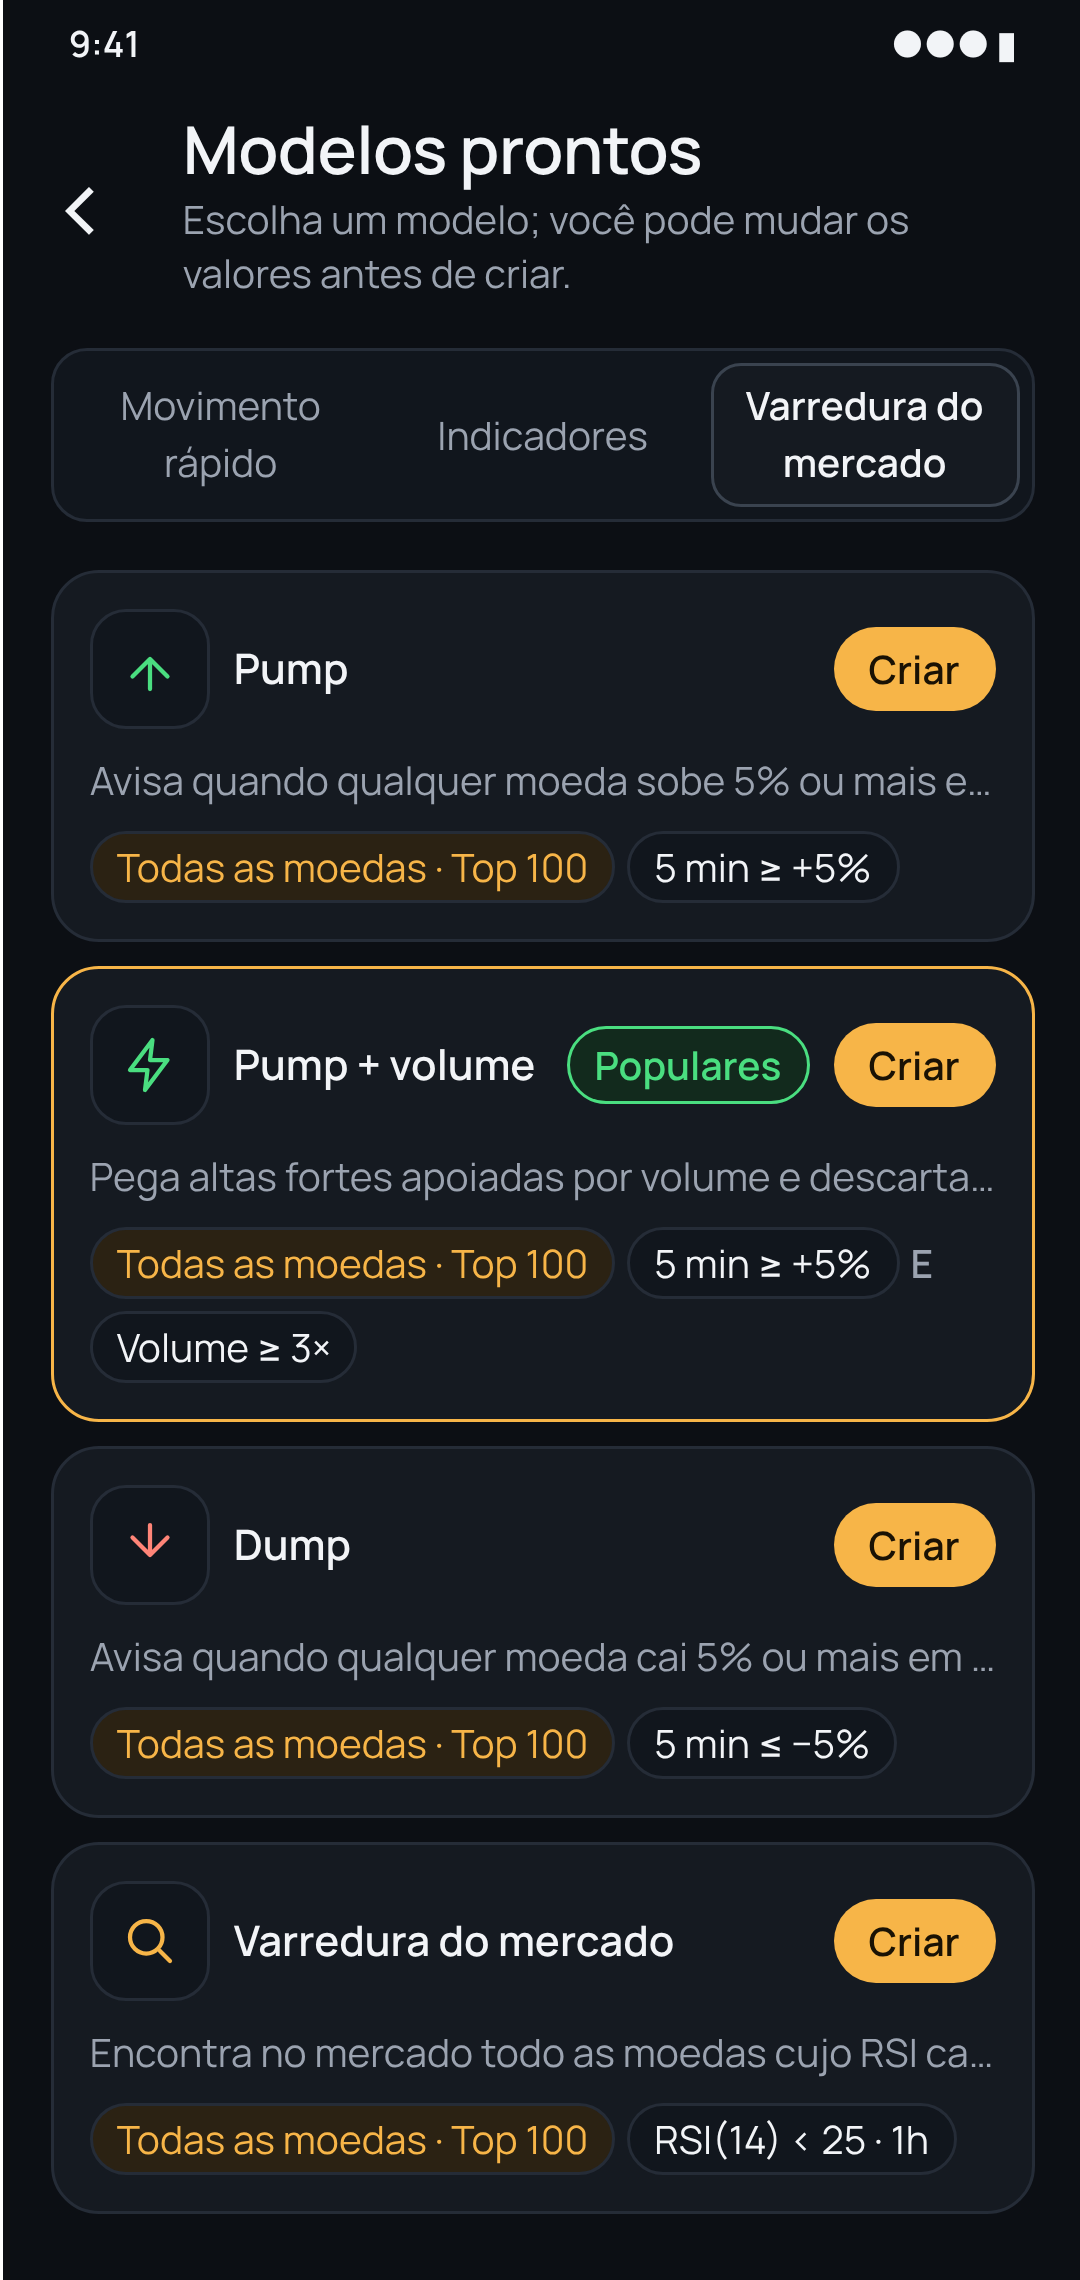 9:41
Modelos prontos
Escolha um modelo; você pode mudar os
valores antes de criar.
Movimento
rápido
Indicadores
Varredura do
mercado
Pump
Criar
Avisa quando qualquer moeda sobe 5% ou mais e...
Todas as moedas · Top 100
5 min ≥ +5%
Pump + volume
Populares
Criar
Pega altas fortes apoiadas por volume e descarta...
Todas as moedas · Top 100
5 min ≥ +5%
E
Volume ≥ 3×
Dump
Criar
Avisa quando qualquer moeda cai 5% ou mais em ...
Todas as moedas · Top 100
5 min ≤ −5%
Varredura do mercado
Criar
Encontra no mercado todo as moedas cujo RSI ca...
Todas as moedas · Top 100
RSI(14) < 25 · 1h